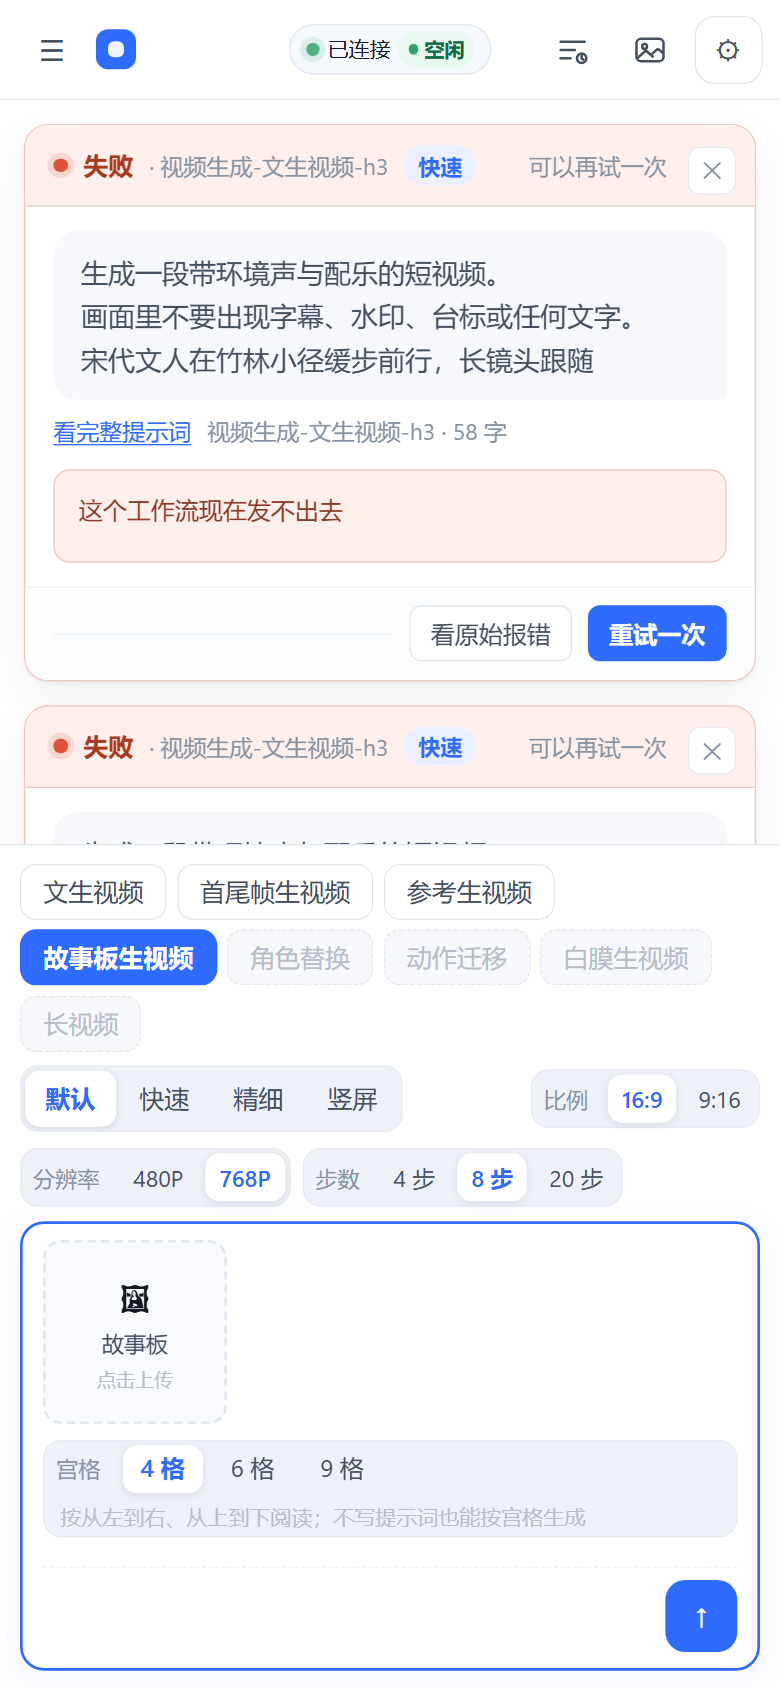 已连接 空闲
失败 · 视频生成-文生视频-h3 快速 可以再试一次
生成一段带环境声与配乐的短视频。
画面里不要出现字幕、水印、台标或任何文字。
宋代文人在竹林小径缓步前行，长镜头跟随
看完整提示词 视频生成-文生视频-h3 · 58 字
这个工作流现在发不出去
看原始报错 重试一次
失败 · 视频生成-文生视频-h3 快速 可以再试一次
文生视频 首尾帧生视频 参考生视频
故事板生视频 角色替换 动作迁移 白膜生视频
长视频
默认 快速 精细 竖屏 比例 16:9 9:16
分辨率 480P 768P 步数 4 步 8 步 20 步
故事板
点击上传
宫格 4 格 6 格 9 格
按从左到右、从上到下阅读；不写提示词也能按宫格生成